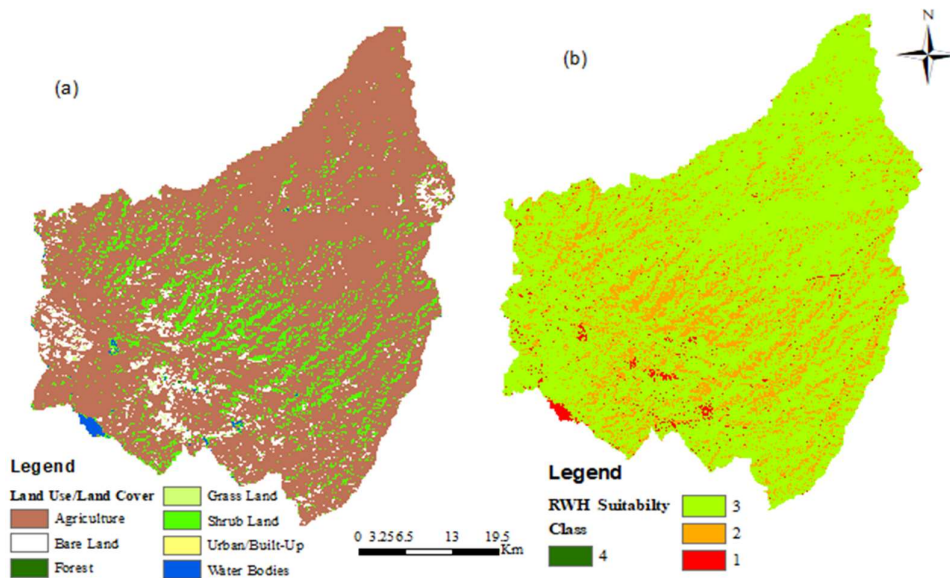 (a)
(b)
N
Legend
Land Use/Land Cover
Agriculture
Bare Land
Forest
Grass Land
Shrub Land
Urban/Built-Up
Water Bodies
0 3.256.5 13 19.5
Km
Legend
RWH Suitabilty
Class
4
3
2
1